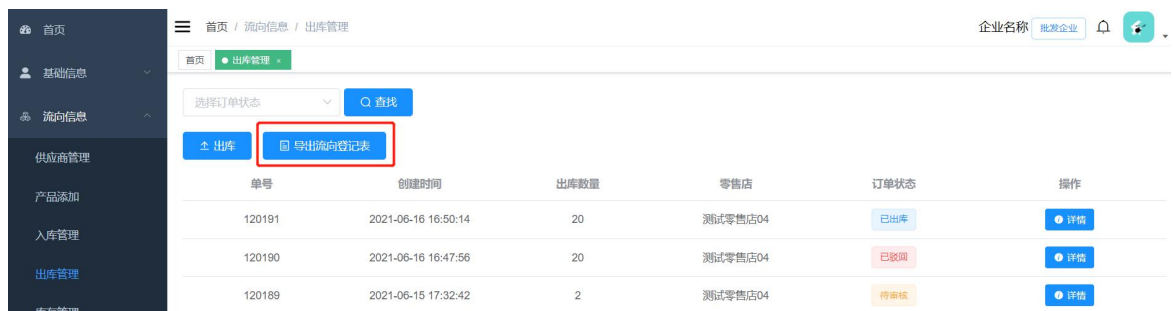 首页
基础信息
流向信息
供应商管理
产品添加
入库管理
出库管理
库存管理
首页 / 流向信息 / 出库管理
企业名称 批发企业
首页 出库管理 ×
选择订单状态 查找
出库 导出流向登记表
单号 创建时间 出库数量 零售店 订单状态 操作
120191 2021-06-16 16:50:14 20 测试零售店04 已出库 详情
120190 2021-06-16 16:47:56 20 测试零售店04 已驳回 详情
120189 2021-06-15 17:32:42 2 测试零售店04 待审核 详情